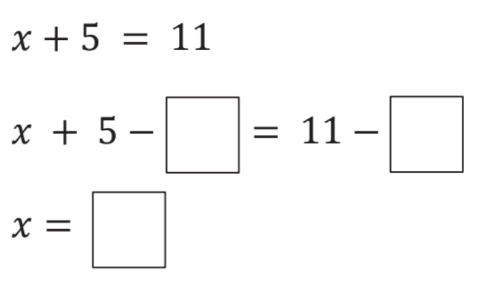 x + 5 = 11
x + 5 − = 11 −
x =